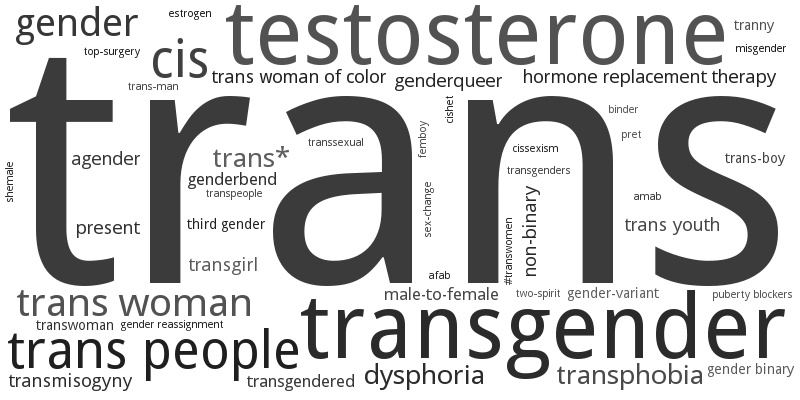 gender
estrogen
testosterone
tranny
top-surgery
cis
misgender
trans woman of color
genderqueer
hormone replacement therapy
trans-man
trans
cishet
binder
femboy
pret
transsexual
cissexism
agender
trans*
trans-boy
shemale
transgenders
genderbend
transpeople
sex-change
non-binary
amab
present
third gender
#transwomen
trans youth
transgirl
afab
trans woman
male-to-female
two-spirit
gender-variant
puberty blockers
transgender
transwoman
gender reassignment
trans people
transmisogyny
transgendered
dysphoria
transphobia
gender binary